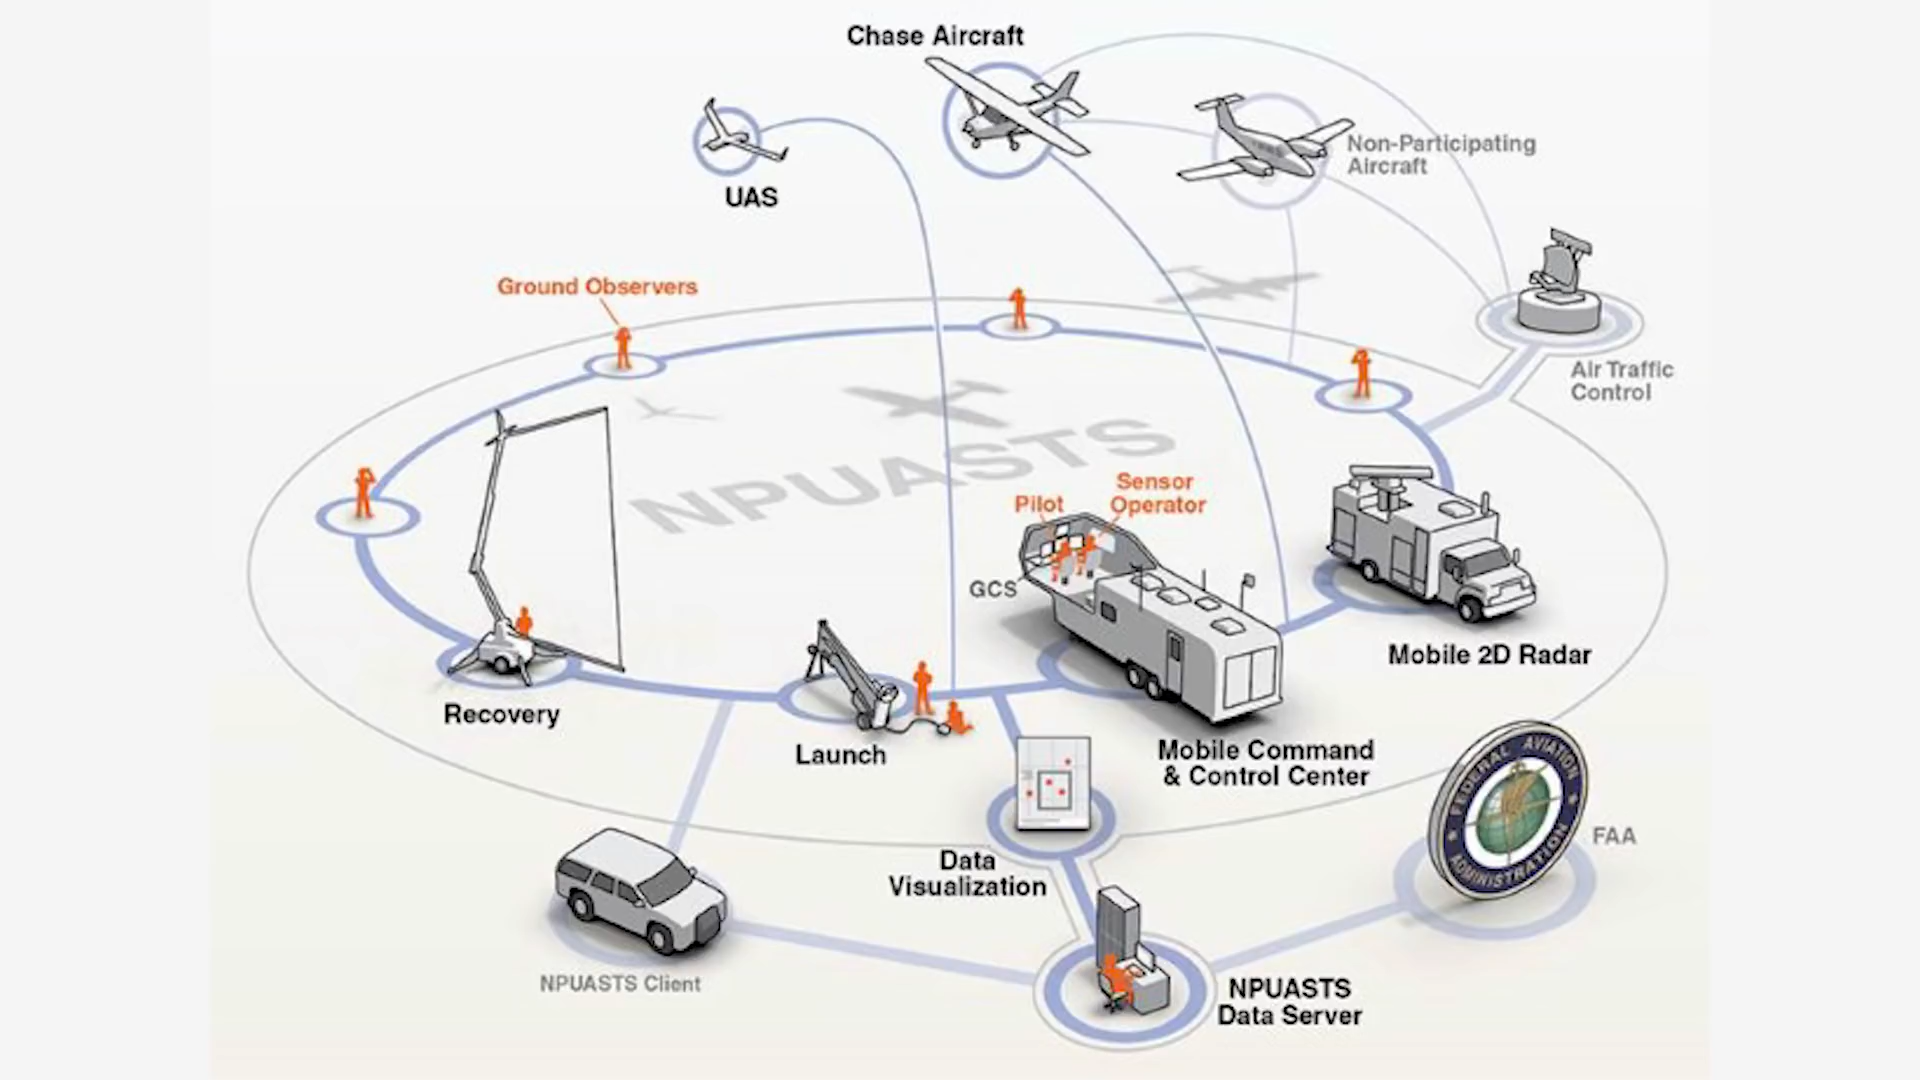 Chase Aircraft
Non-Participating
Aircraft
UAS
Ground Observers
Air Traffic
Control
NPUASTS
Sensor
Operator
Pilot
GCS
Mobile 2D Radar
Recovery
Launch
Mobile Command
& Control Center
FEDERAL AVIATION
ADMINISTRATION
FAA
Data
Visualization
NPUASTS Client
NPUASTS
Data Server